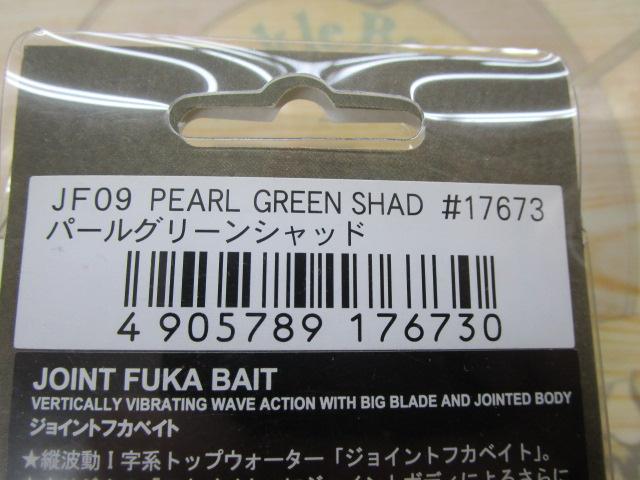 JF09 PEARL GREEN SHAD #17673
パールグリーンシャッド
4 905789 176730
JOINT FUKA BAIT
VERTICALLY VIBRATING WAVE ACTION WITH BIG BLADE AND JOINTED BODY
ジョイントフカベイト
★縦波動I字系トップウォーター「ジョイントフカベイト」。